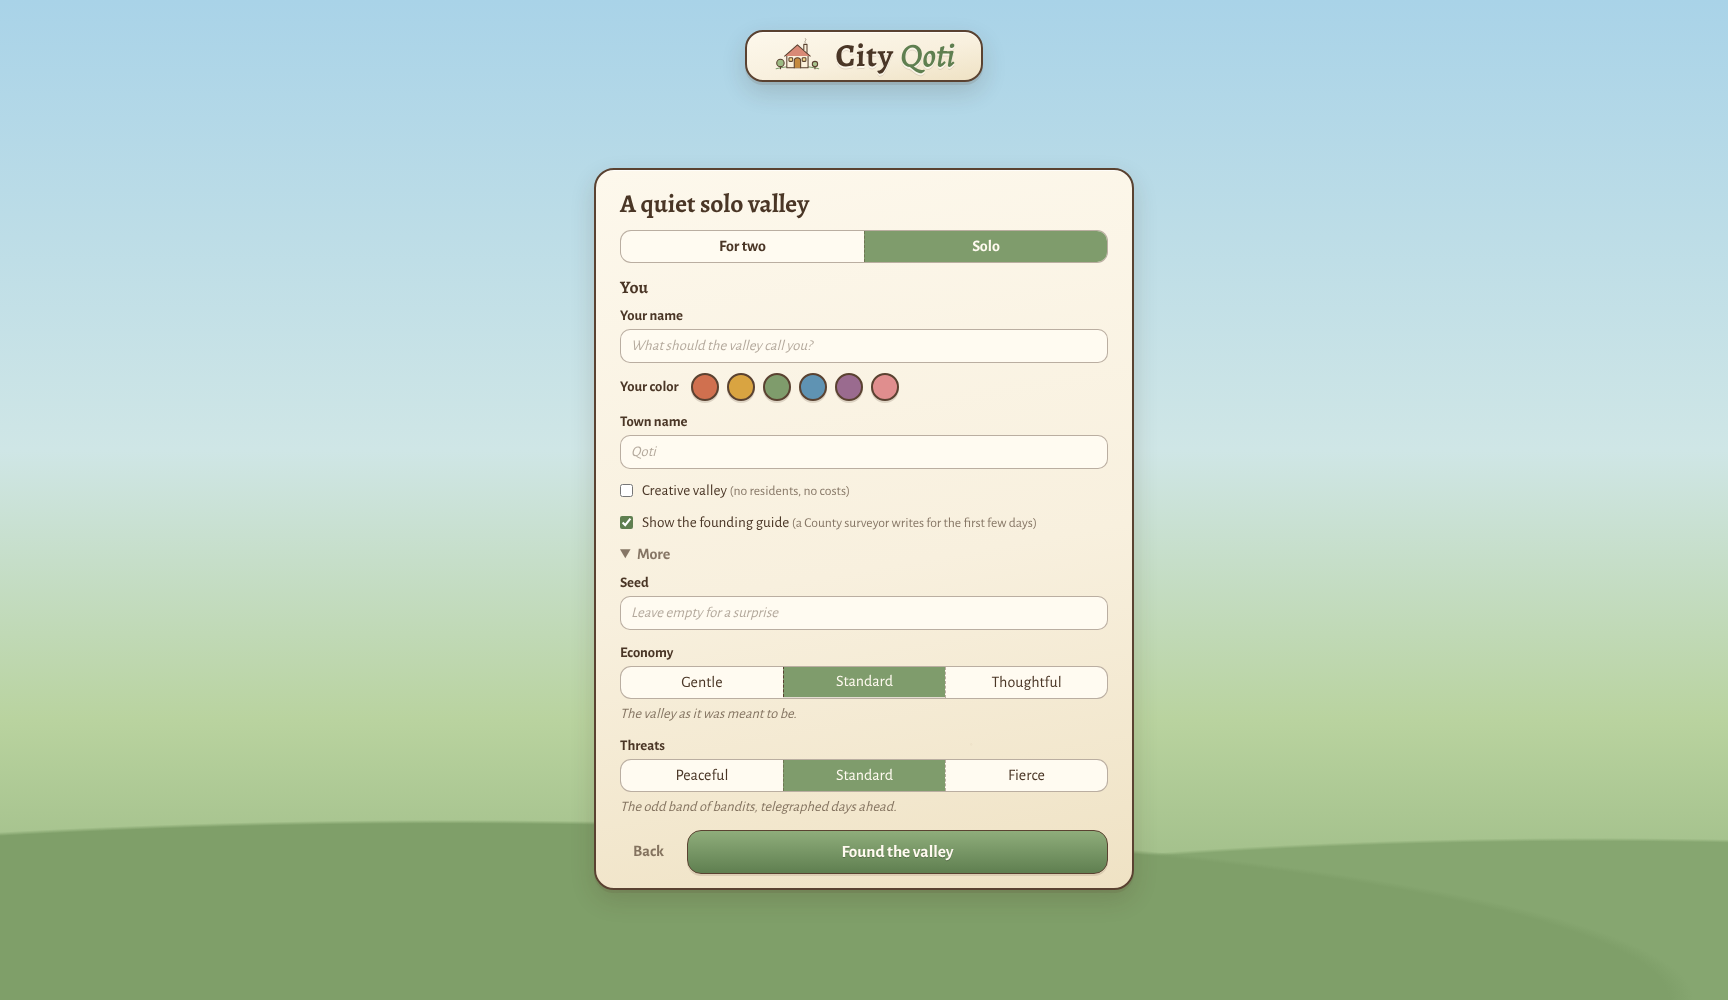 City Qoti
A quiet solo valley
For two
Solo
You
Your name
What should the valley call you?
Your color
Town name
Qoti
Creative valley (no residents, no costs)
Show the founding guide (a County surveyor writes for the first few days)
More
Seed
Leave empty for a surprise
Economy
Gentle
Standard
Thoughtful
The valley as it was meant to be.
Threats
Peaceful
Standard
Fierce
The odd band of bandits, telegraphed days ahead.
Back
Found the valley